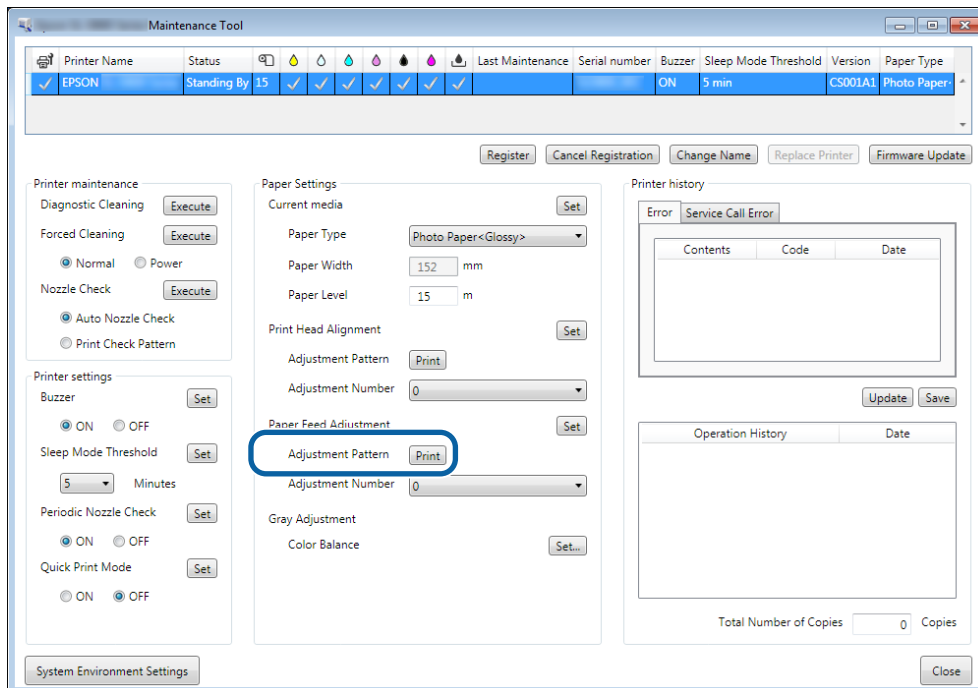 Maintenance Tool
Printer Name Status Last Maintenance Serial number Buzzer Sleep Mode Threshold Version Paper Type
EPSON Standing By 15 ON 5 min CS001A1 Photo Paper
Register Cancel Registration Change Name Replace Printer Firmware Update
Printer maintenance
Diagnostic Cleaning Execute
Forced Cleaning Execute
Normal Power
Nozzle Check Execute
Auto Nozzle Check
Print Check Pattern
Printer settings
Buzzer Set
ON OFF
Sleep Mode Threshold Set
5 Minutes
Periodic Nozzle Check Set
ON OFF
Quick Print Mode Set
ON OFF
Paper Settings
Current media Set
Paper Type Photo Paper<Glossy>
Paper Width 152 mm
Paper Level 15 m
Print Head Alignment Set
Adjustment Pattern Print
Adjustment Number 0
Paper Feed Adjustment Set
Adjustment Pattern Print
Adjustment Number 0
Gray Adjustment
Color Balance Set...
Printer history
Error Service Call Error
Contents Code Date
Update Save
Operation History Date
Total Number of Copies 0 Copies
System Environment Settings Close